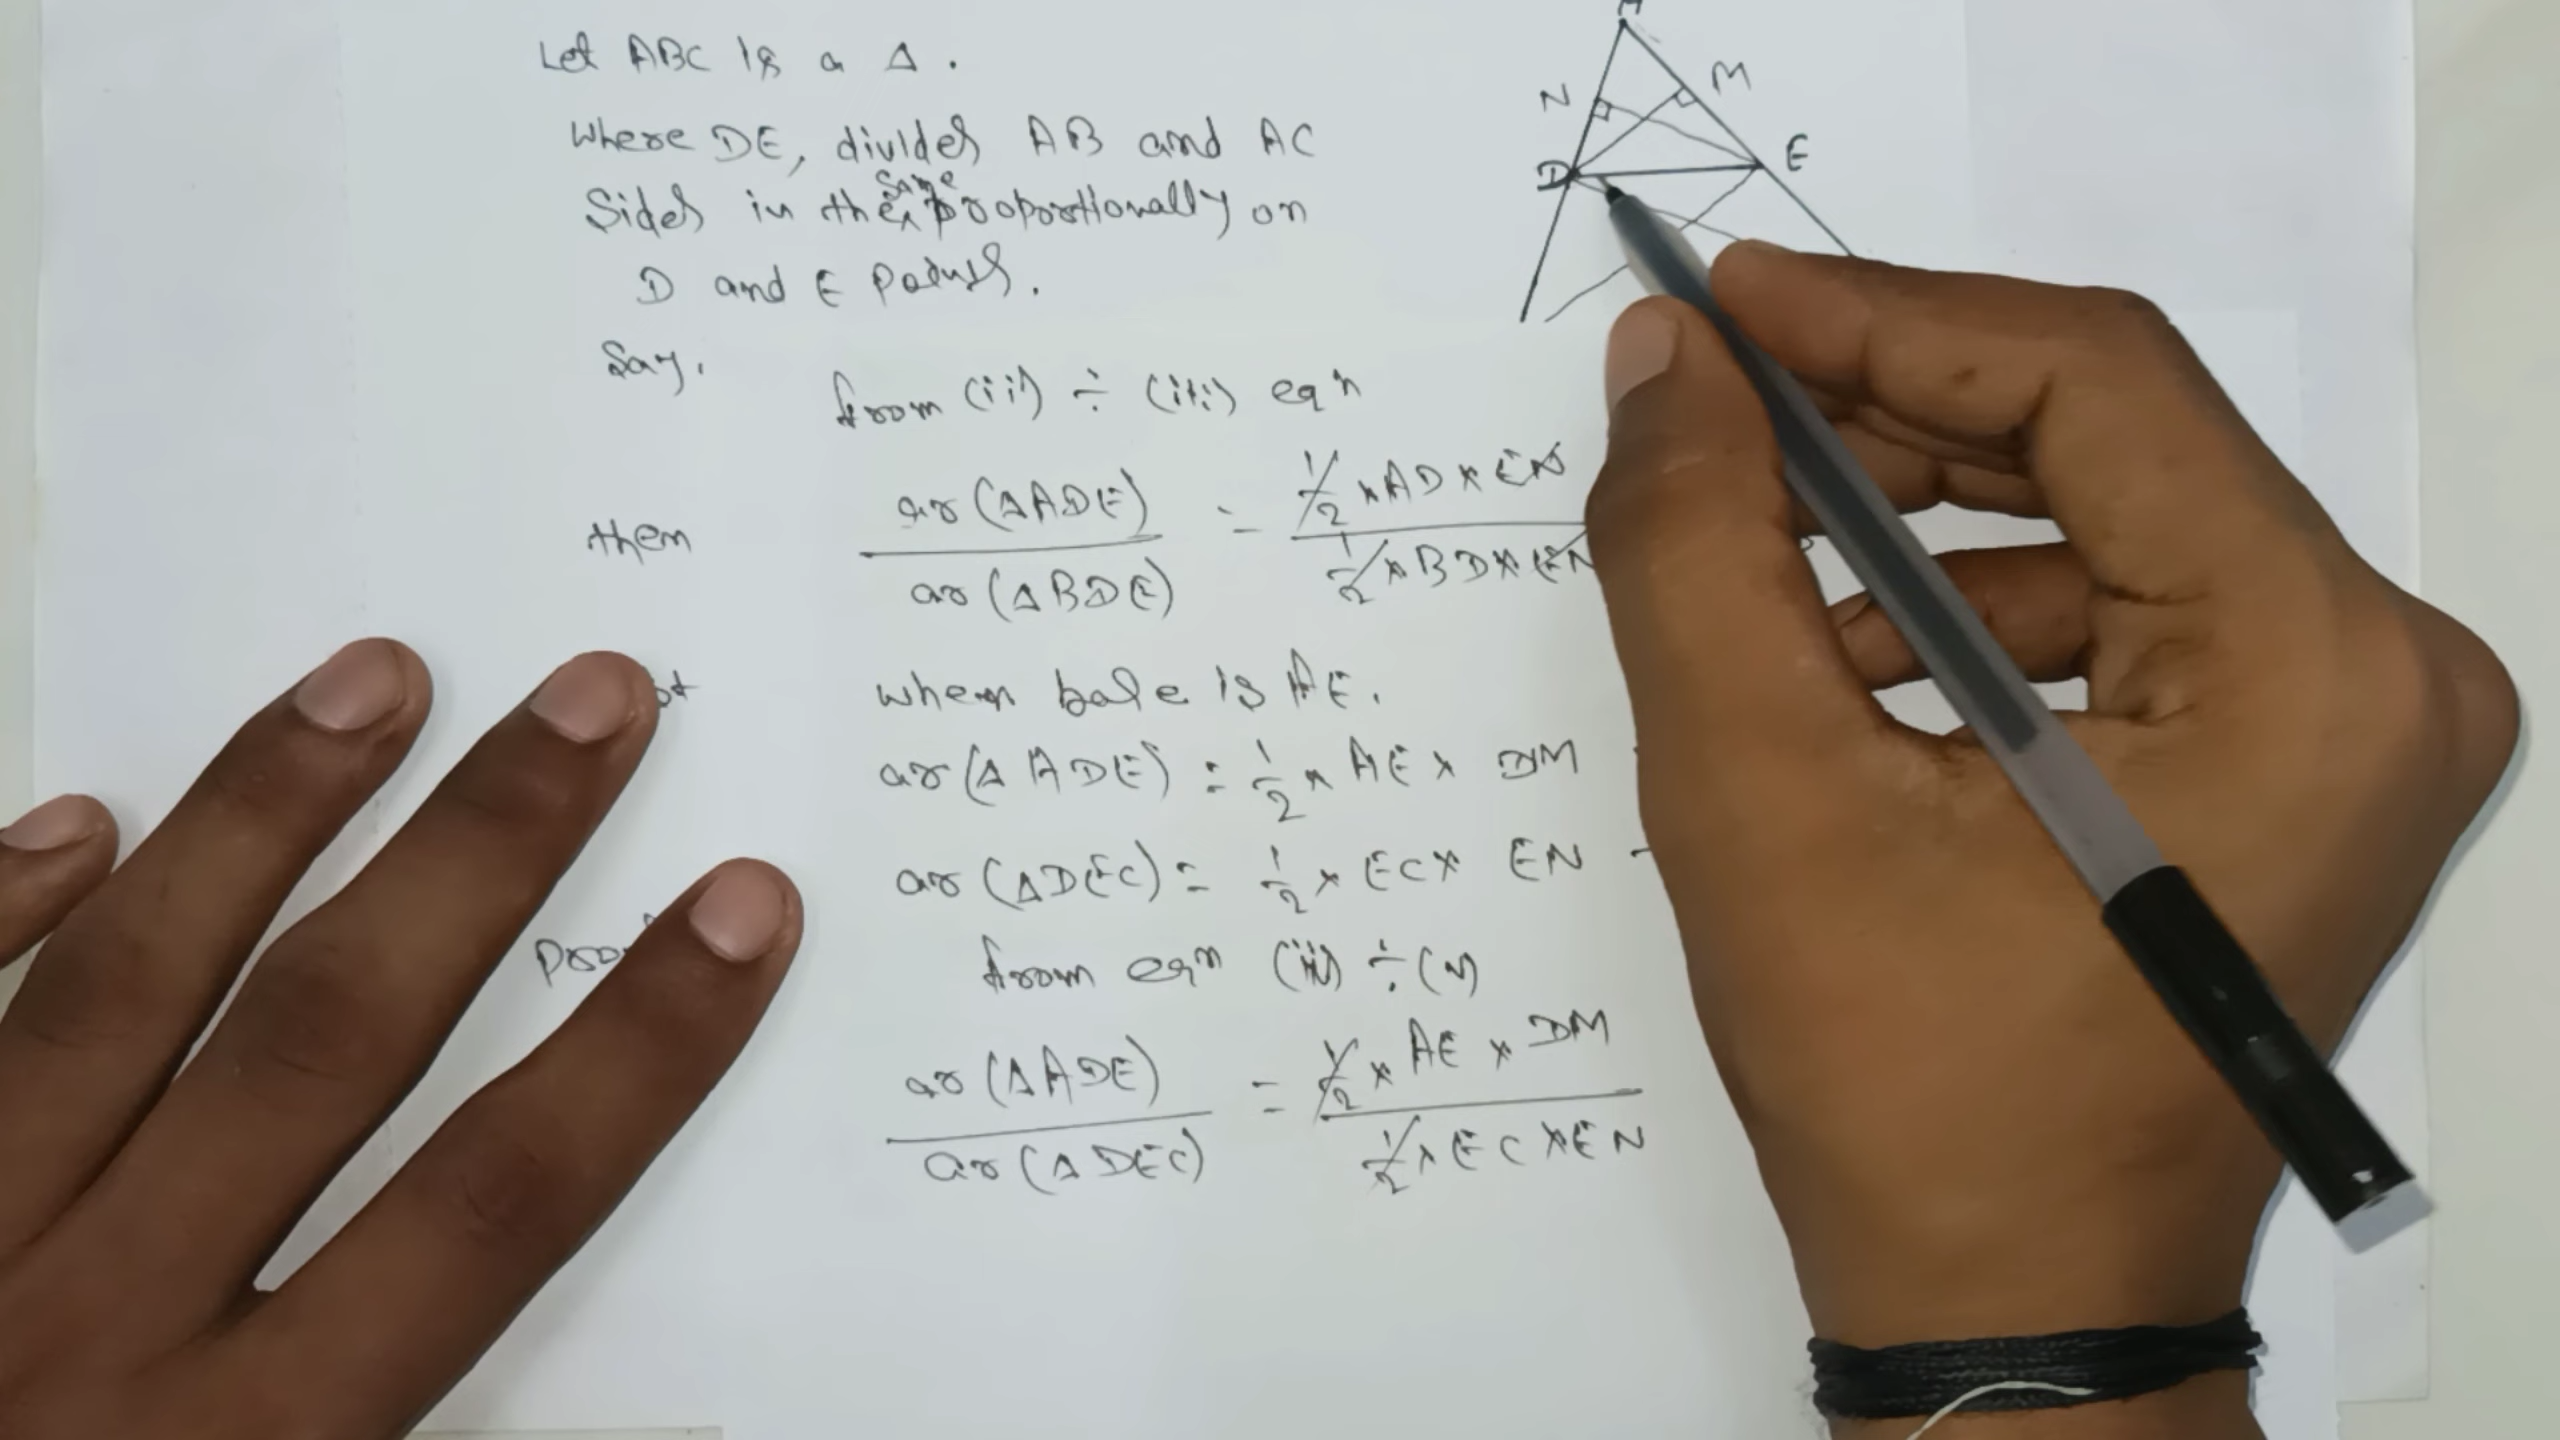 Let ABC is a Δ.
Where DE, divides AB and AC
Sides in the same proportionally on
D and E points.
Say.
from (ii) ÷ (iii) eqn
then
ar(ΔADE) / ar(ΔBDE) = 1/2 × AD × EN / 1/2 × BD × EN
when base is AE.
ar(ΔADE) = 1/2 × AE × DM
ar(ΔDEC) = 1/2 × EC × EN -
from eqn (iv) ÷ (v)
ar(ΔADE) / ar(ΔDEC) = 1/2 × AE × DM / 1/2 × EC × EN
A
N
M
D
E